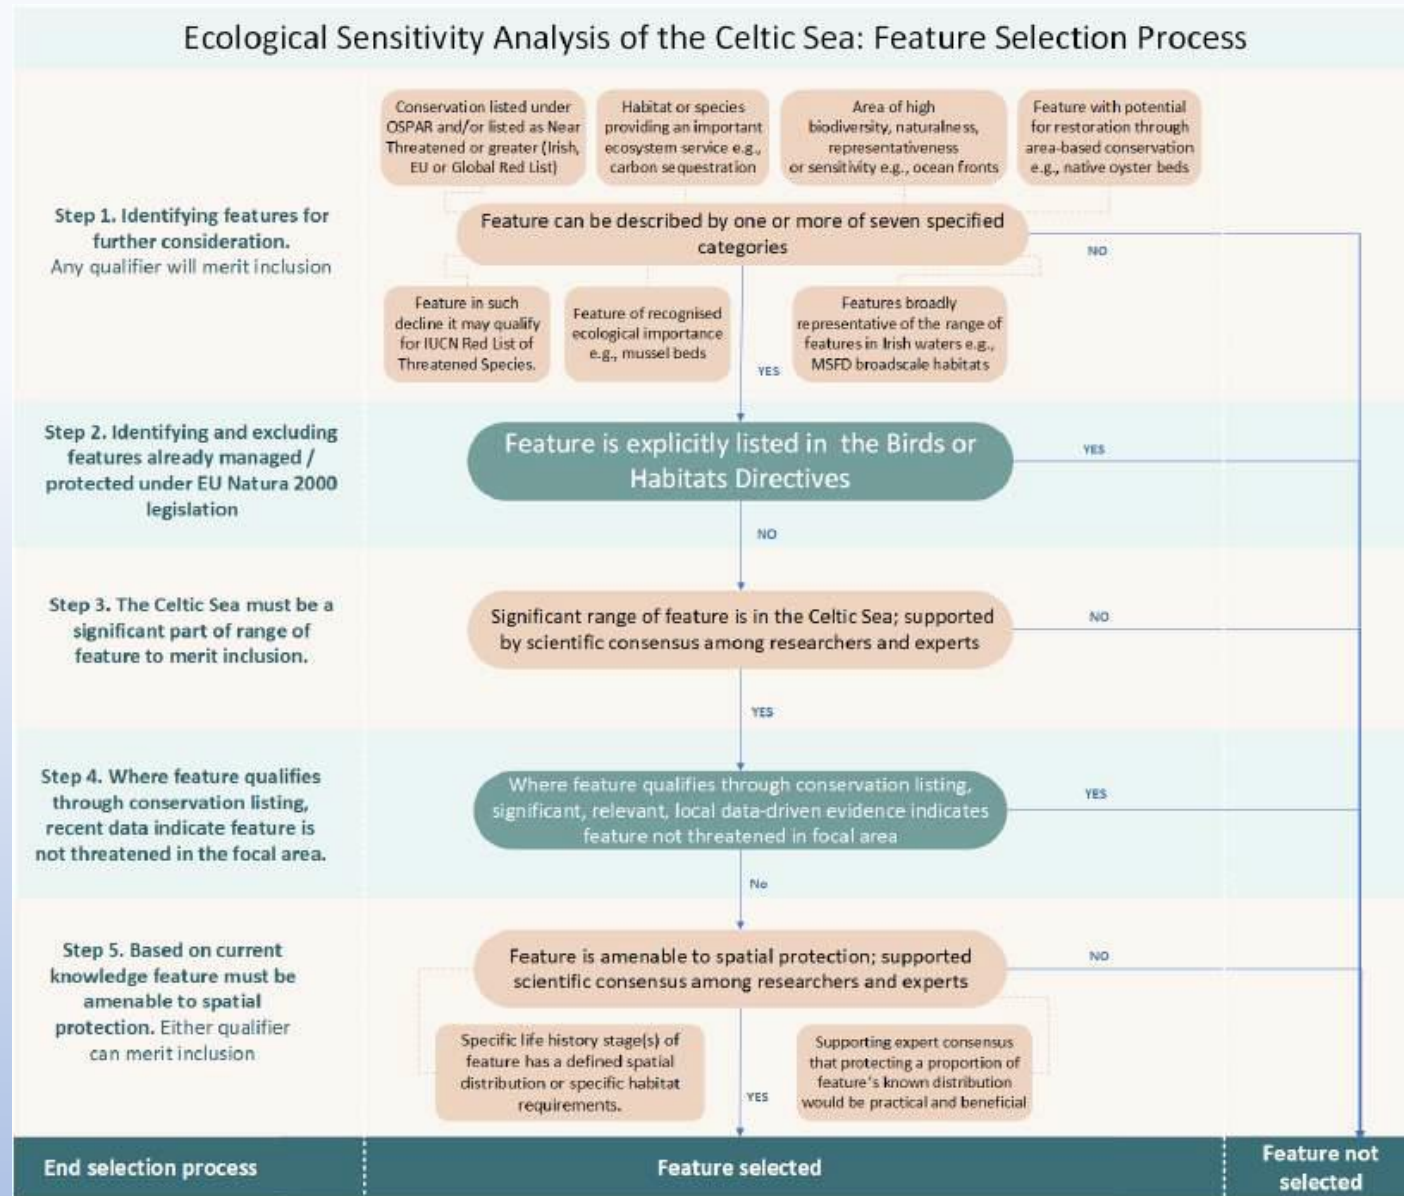 Ecological Sensitivity Analysis of the Celtic Sea: Feature Selection Process
Conservation listed under
OSPAR and/or listed as Near
Threatened or greater (Irish,
EU or Global Red List)
Habitat or species
providing an important
ecosystem service e.g.,
carbon sequestration
Area of high
biodiversity, naturalness,
representativeness
or sensitivity e.g., ocean fronts
Feature with potential
for restoration through
area-based conservation
e.g., native oyster beds
Step 1. Identifying features for
further consideration.
Any qualifier will merit inclusion
Feature can be described by one or more of seven specified
categories
NO
Feature in such
decline it may qualify
for IUCN Red List of
Threatened Species.
Feature of recognised
ecological importance
e.g., mussel beds
Features broadly
representative of the range of
features in Irish waters e.g.,
MSFD broadscale habitats
YES
Step 2. Identifying and excluding
features already managed /
protected under EU Natura 2000
legislation
Feature is explicitly listed in the Birds or
Habitats Directives
YES
NO
Step 3. The Celtic Sea must be a
significant part of range of
feature to merit inclusion.
Significant range of feature is in the Celtic Sea; supported
by scientific consensus among researchers and experts
NO
YES
Step 4. Where feature qualifies
through conservation listing,
recent data indicate feature is
not threatened in the focal area.
Where feature qualifies through conservation listing,
significant, relevant, local data-driven evidence indicates
feature not threatened in focal area
YES
No
Step 5. Based on current
knowledge feature must be
amenable to spatial
protection. Either qualifier
can merit inclusion
Feature is amenable to spatial protection; supported
scientific consensus among researchers and experts
NO
Specific life history stage(s) of
feature has a defined spatial
distribution or specific habitat
requirements.
Supporting expert consensus
that protecting a proportion of
feature's known distribution
would be practical and beneficial
YES
End selection process
Feature selected
Feature not
selected